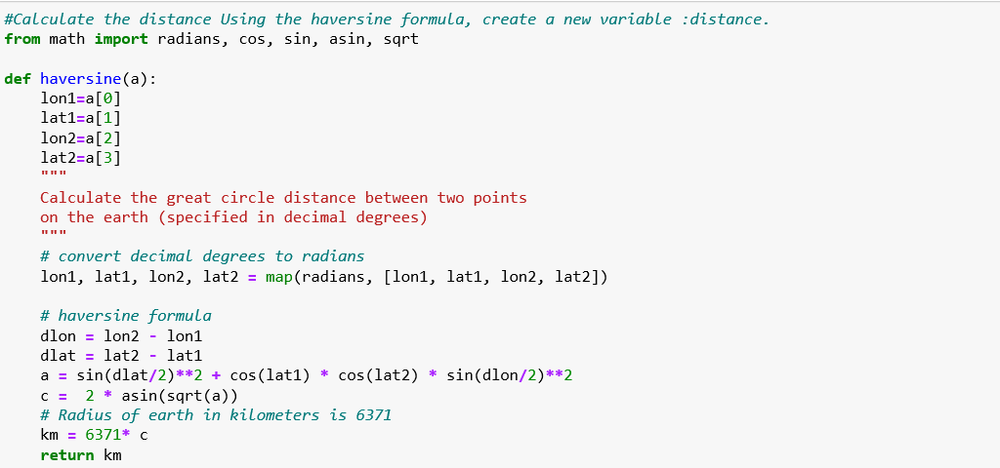 #Calculate the distance Using the haversine formula, create a new variable :distance.
from math import radians, cos, sin, asin, sqrt
def haversine(a):
lon1=a[0]
lat1=a[1]
lon2=a[2]
lat2=a[3]
"""
Calculate the great circle distance between two points
on the earth (specified in decimal degrees)
"""
# convert decimal degrees to radians
lon1, lat1, lon2, lat2 = map(radians, [lon1, lat1, lon2, lat2])
# haversine formula
dlon = lon2 - lon1
dlat = lat2 - lat1
a = sin(dlat/2)**2 + cos(lat1) * cos(lat2) * sin(dlon/2)**2
c =  2 * asin(sqrt(a))
# Radius of earth in kilometers is 6371
km = 6371* c
return km